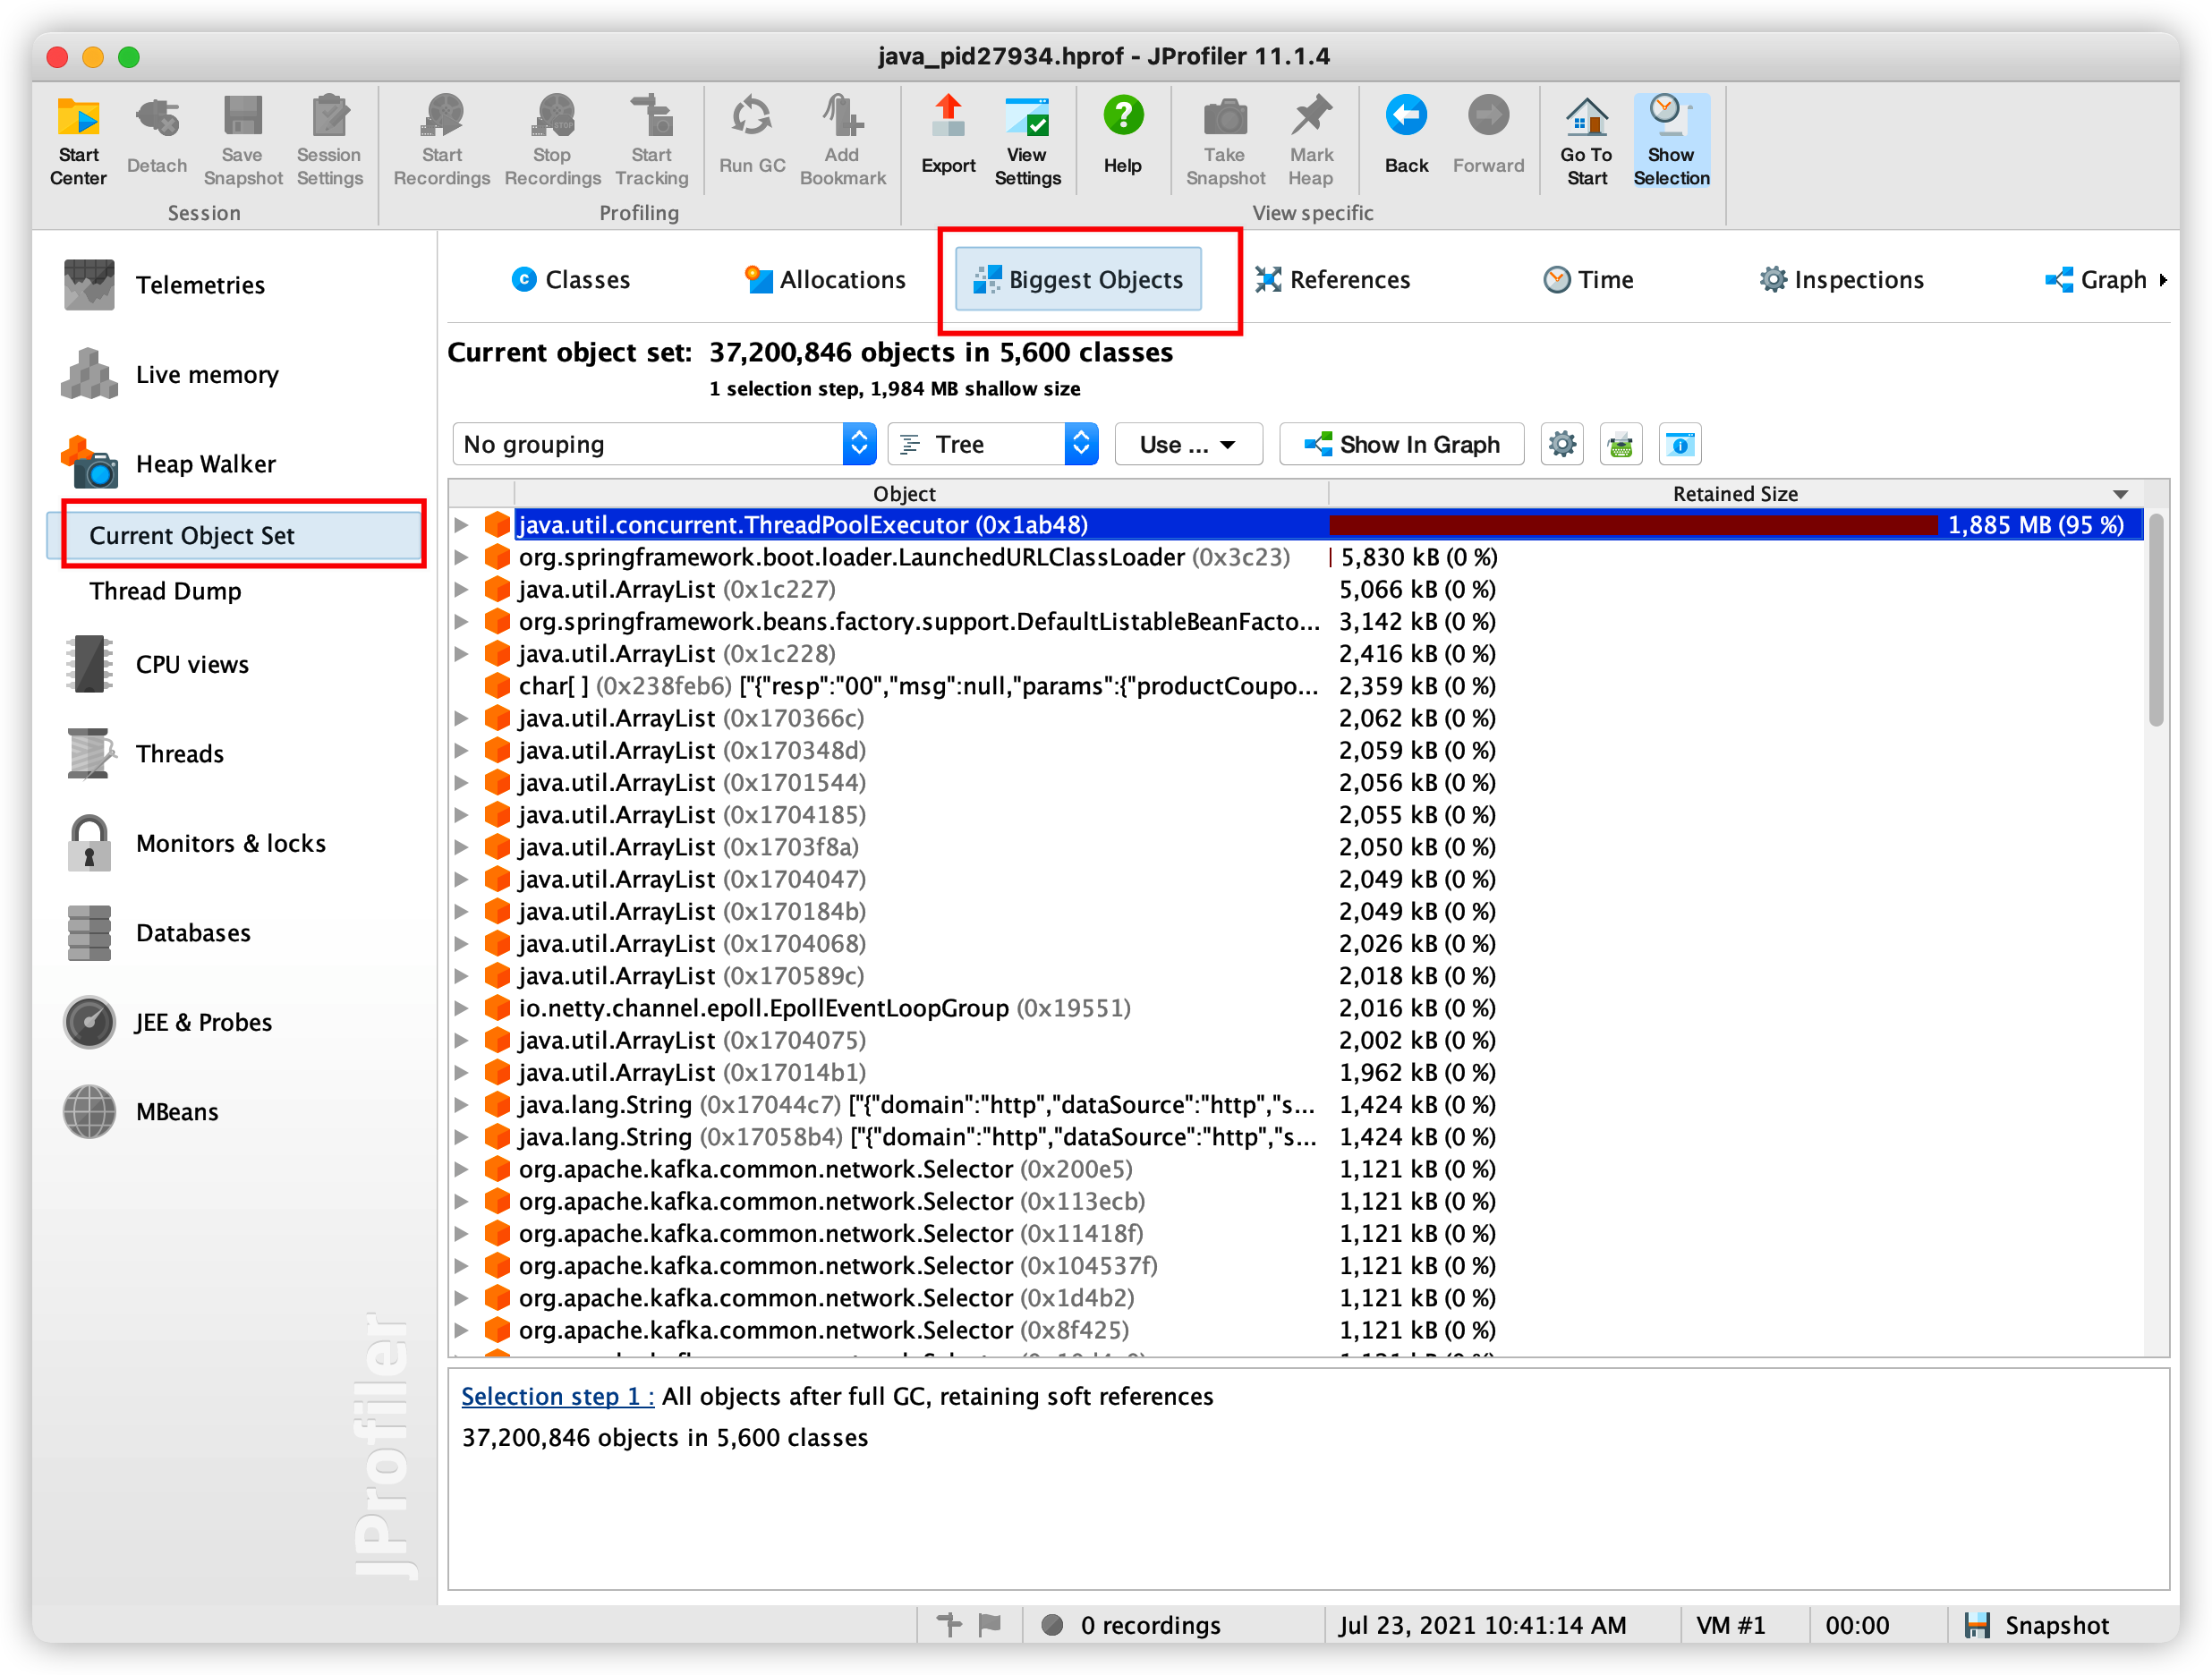 java_pid27934.hprof - JProfiler 11.1.4
Start Center
Detach
Save Snapshot
Session Settings
Start Recordings
Stop Recordings
Start Tracking
Run GC
Add Bookmark
Export
View Settings
Help
Take Snapshot
Mark Heap
Back
Forward
Go To Start
Show Selection
Session
Profiling
View specific
Telemetries
Live memory
Heap Walker
Current Object Set
Thread Dump
CPU views
Threads
Monitors & locks
Databases
JEE & Probes
MBeans
JProfiler
Classes
Allocations
Biggest Objects
References
Time
Inspections
Graph
Current object set: 37,200,846 objects in 5,600 classes
1 selection step, 1,984 MB shallow size
No grouping
Tree
Use ...
Show In Graph
Object Retained Size
java.util.concurrent.ThreadPoolExecutor (0x1ab48) 1,885 MB (95 %)
org.springframework.boot.loader.LaunchedURLClassLoader (0x3c23) 5,830 kB (0 %)
java.util.ArrayList (0x1c227) 5,066 kB (0 %)
org.springframework.beans.factory.support.DefaultListableBeanFacto... 3,142 kB (0 %)
java.util.ArrayList (0x1c228) 2,416 kB (0 %)
char[ ] (0x238feb6) ["{"resp":"00","msg":null,"params":{"productCoupo... 2,359 kB (0 %)
java.util.ArrayList (0x170366c) 2,062 kB (0 %)
java.util.ArrayList (0x170348d) 2,059 kB (0 %)
java.util.ArrayList (0x1701544) 2,056 kB (0 %)
java.util.ArrayList (0x1704185) 2,055 kB (0 %)
java.util.ArrayList (0x1703f8a) 2,050 kB (0 %)
java.util.ArrayList (0x1704047) 2,049 kB (0 %)
java.util.ArrayList (0x170184b) 2,049 kB (0 %)
java.util.ArrayList (0x1704068) 2,026 kB (0 %)
java.util.ArrayList (0x170589c) 2,018 kB (0 %)
io.netty.channel.epoll.EpollEventLoopGroup (0x19551) 2,016 kB (0 %)
java.util.ArrayList (0x1704075) 2,002 kB (0 %)
java.util.ArrayList (0x17014b1) 1,962 kB (0 %)
java.lang.String (0x17044c7) ["{"domain":"http","dataSource":"http","s... 1,424 kB (0 %)
java.lang.String (0x17058b4) ["{"domain":"http","dataSource":"http","s... 1,424 kB (0 %)
org.apache.kafka.common.network.Selector (0x200e5) 1,121 kB (0 %)
org.apache.kafka.common.network.Selector (0x113ecb) 1,121 kB (0 %)
org.apache.kafka.common.network.Selector (0x11418f) 1,121 kB (0 %)
org.apache.kafka.common.network.Selector (0x104537f) 1,121 kB (0 %)
org.apache.kafka.common.network.Selector (0x1d4b2) 1,121 kB (0 %)
org.apache.kafka.common.network.Selector (0x8f425) 1,121 kB (0 %)
Selection step 1 : All objects after full GC, retaining soft references
37,200,846 objects in 5,600 classes
0 recordings
Jul 23, 2021 10:41:14 AM
VM #1
00:00
Snapshot